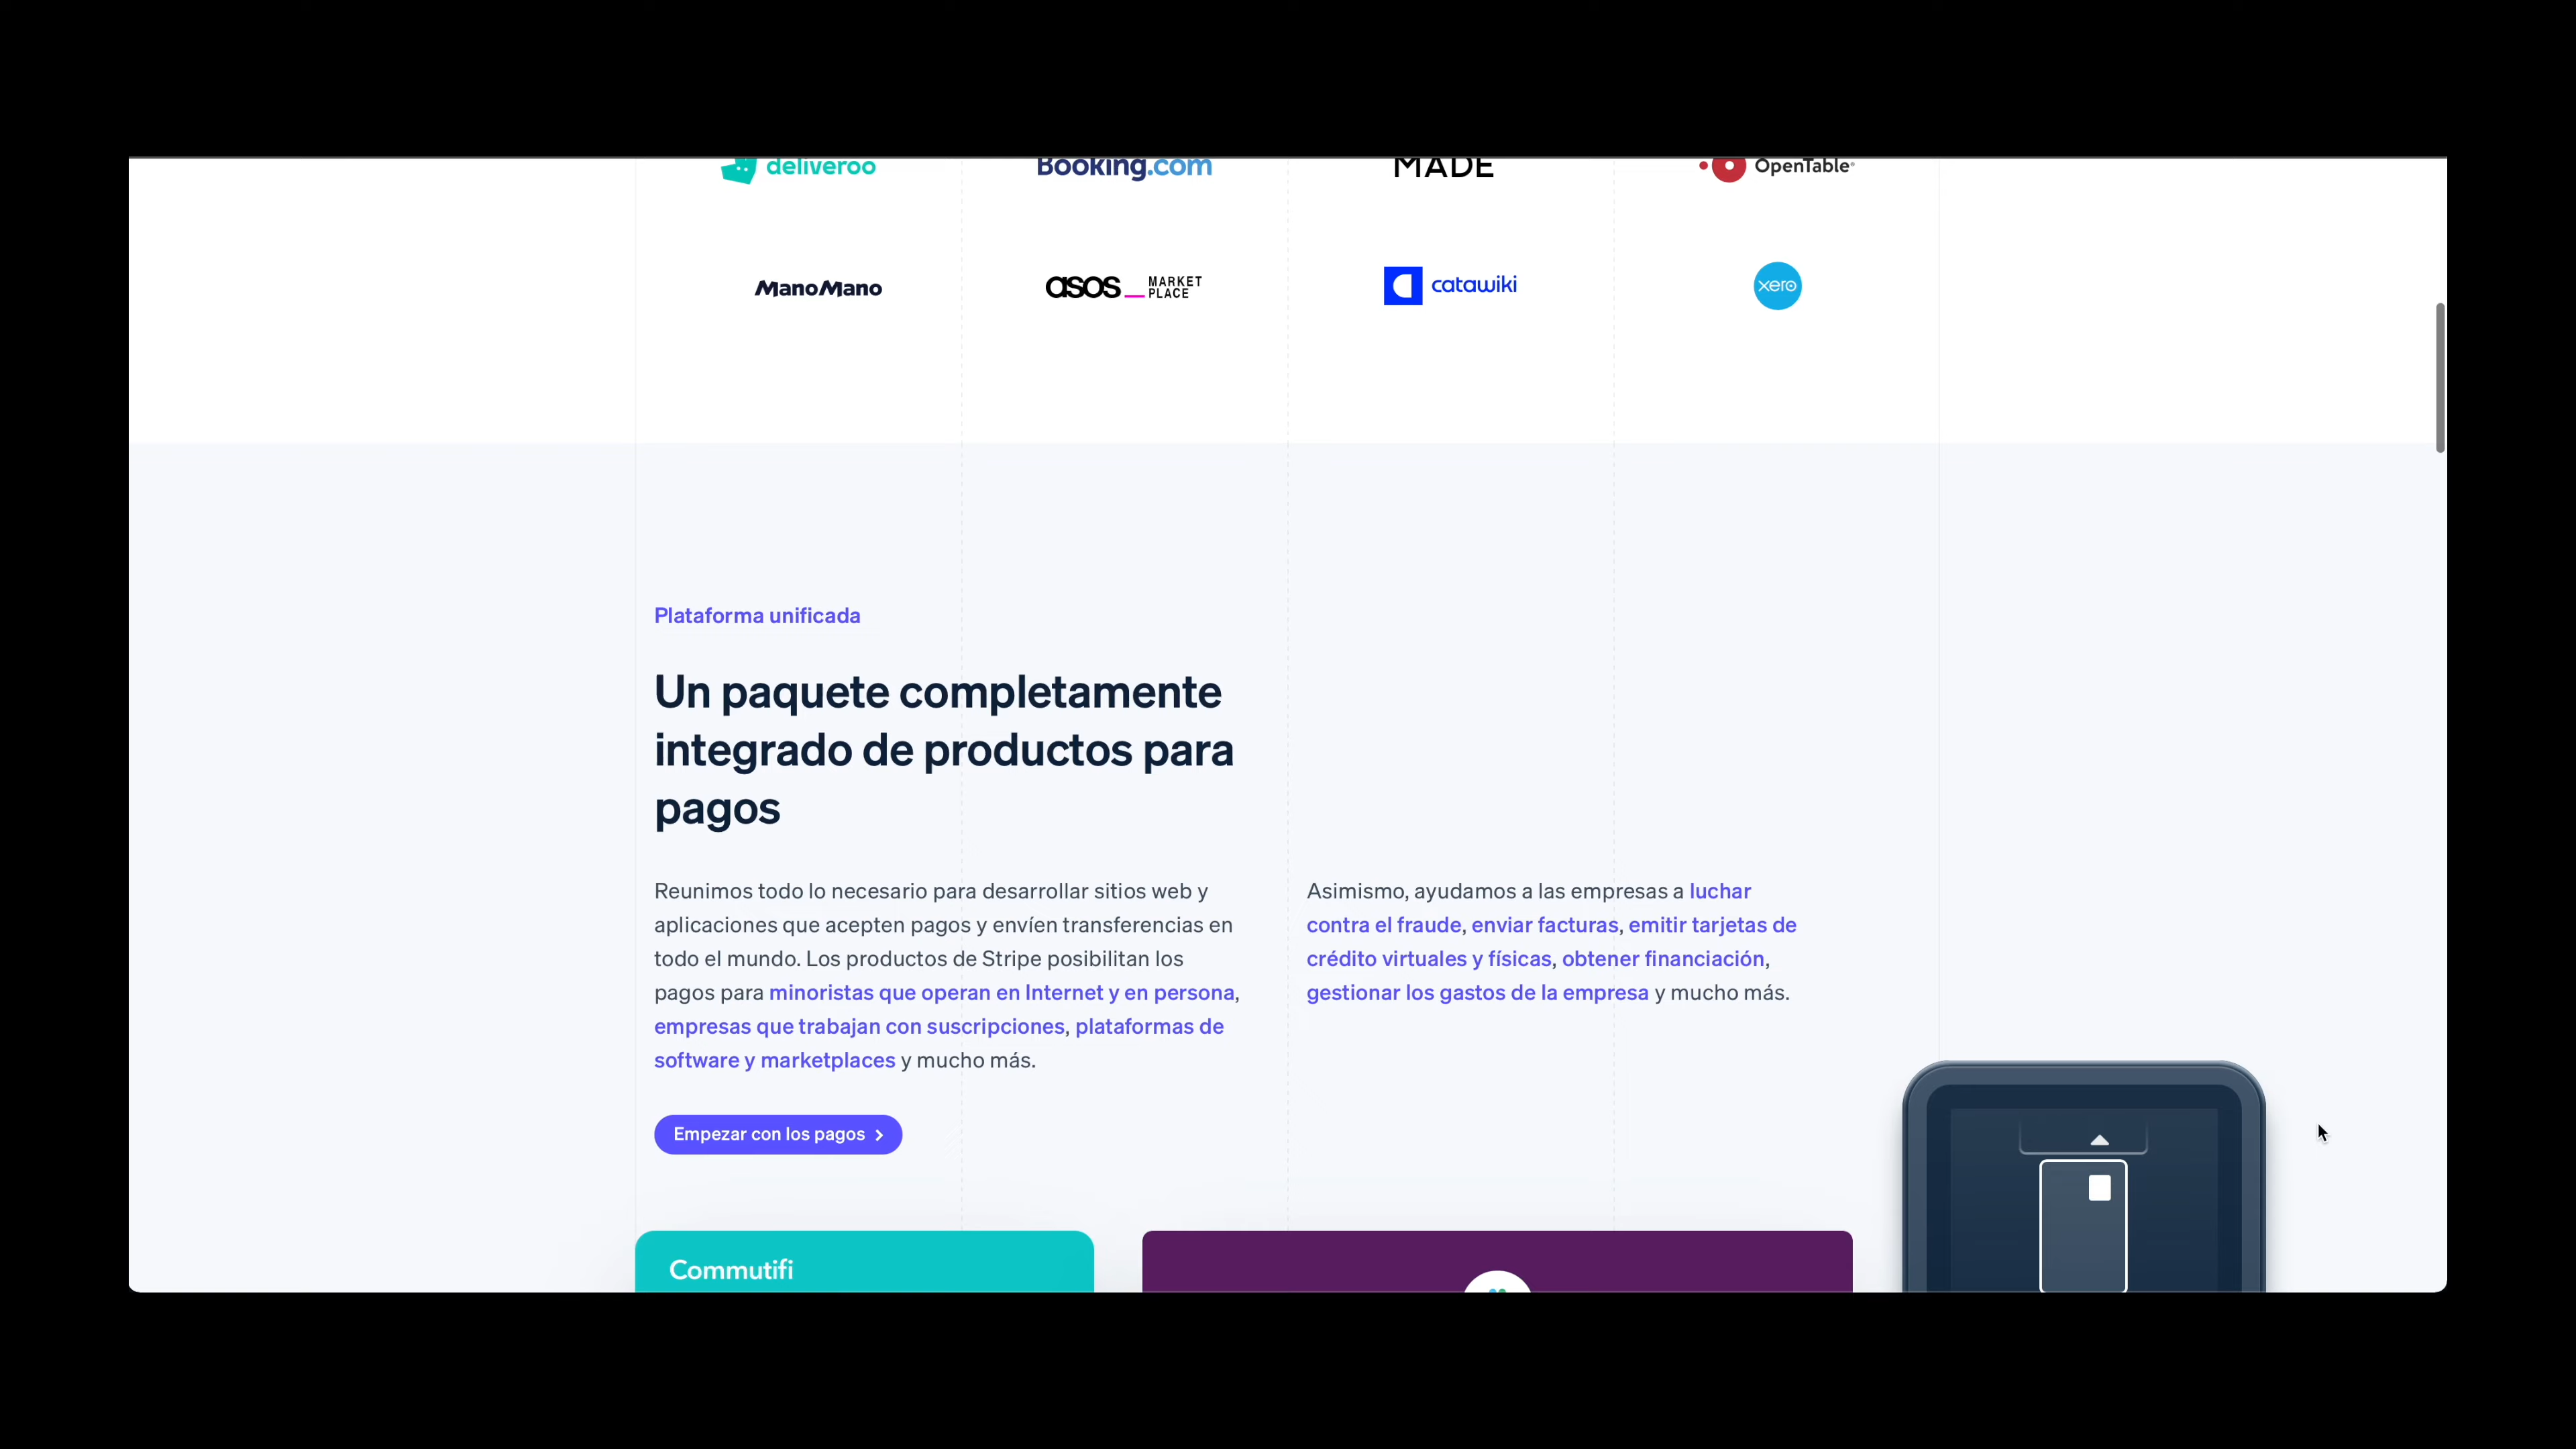 deliveroo
Booking.com
MADE
OpenTable®
ManoMano
asos
MARKET
PLACE
catawiki
xero
Plataforma unificada
Un paquete completamente
integrado de productos para
pagos
Reunimos todo lo necesario para desarrollar sitios web y
aplicaciones que acepten pagos y envíen transferencias en
todo el mundo. Los productos de Stripe posibilitan los
pagos para minoristas que operan en Internet y en persona,
empresas que trabajan con suscripciones, plataformas de
software y marketplaces y mucho más.
Asimismo, ayudamos a las empresas a luchar
contra el fraude, enviar facturas, emitir tarjetas de
crédito virtuales y físicas, obtener financiación,
gestionar los gastos de la empresa y mucho más.
Empezar con los pagos
Commutifi